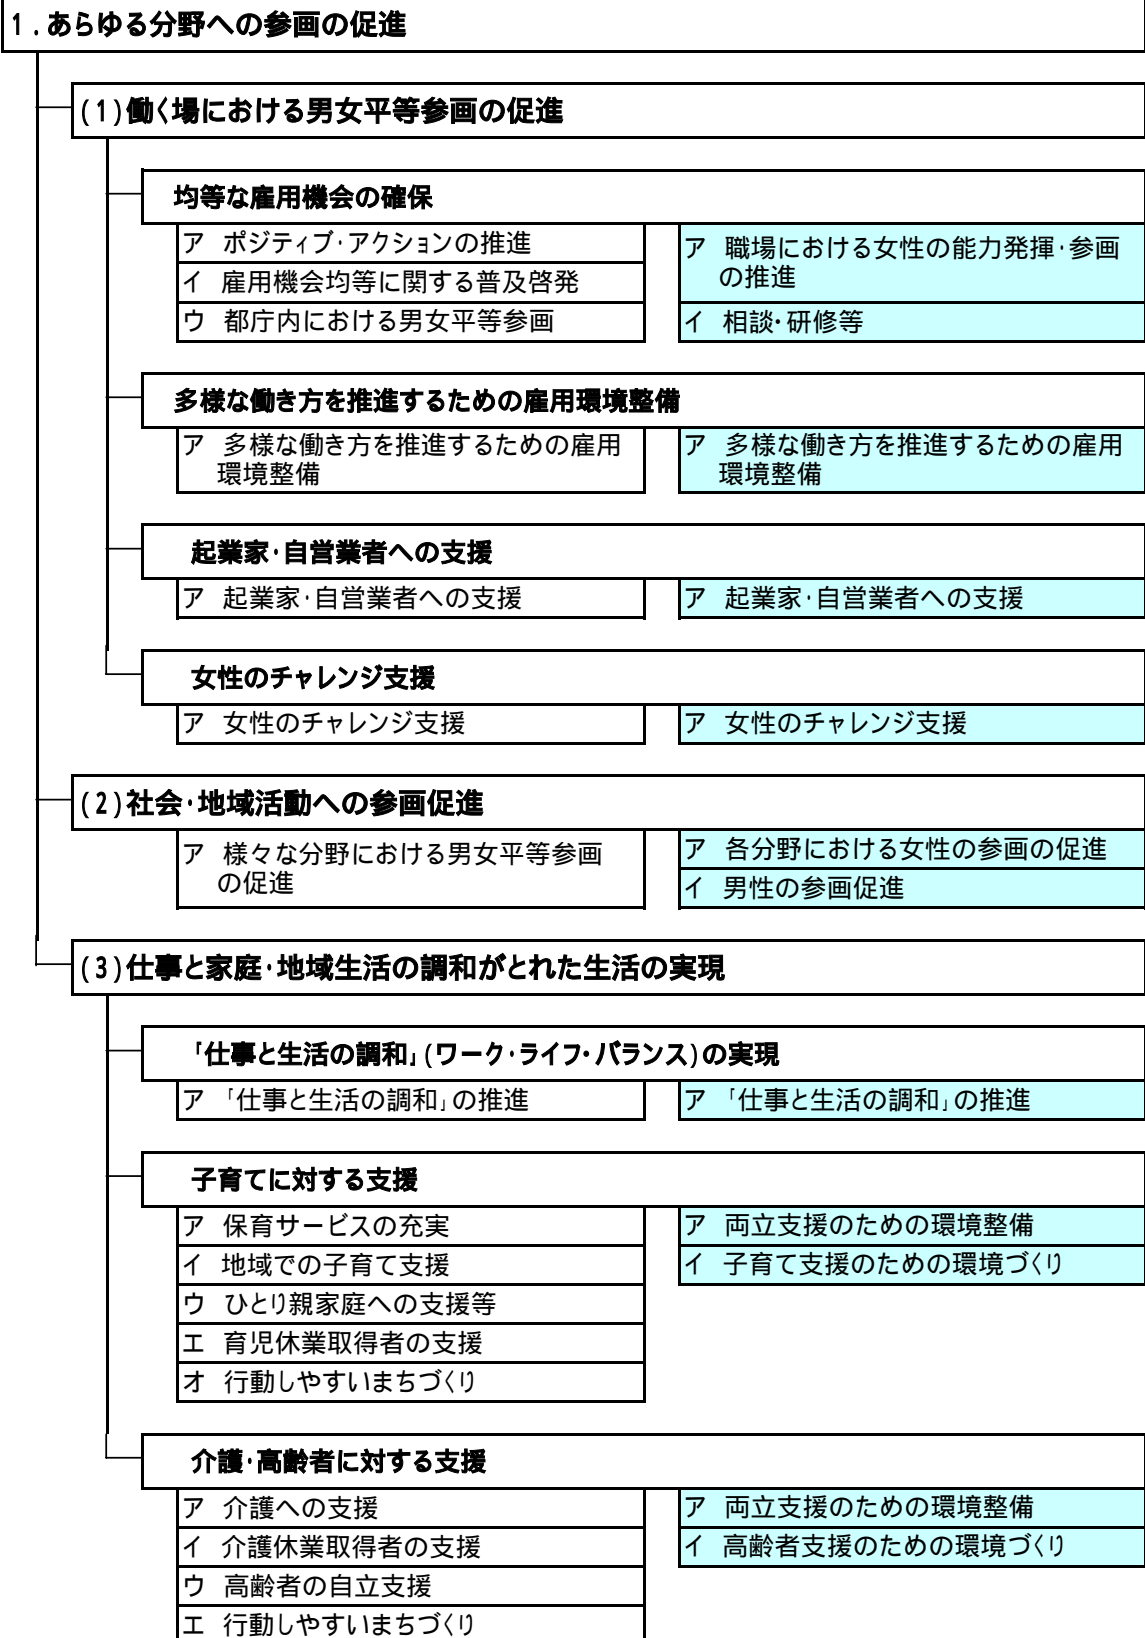 1.あらゆる分野への参画の促進
(1)働く場における男女平等参画の促進
均等な雇用機会の確保
ア ポジティブ・アクションの推進
イ 雇用機会均等に関する普及啓発
ウ 都庁内における男女平等参画
ア 職場における女性の能力発揮・参画
の推進
イ 相談・研修等
多様な働き方を推進するための雇用環境整備
ア 多様な働き方を推進するための雇用
環境整備
ア 多様な働き方を推進するための雇用
環境整備
起業家・自営業者への支援
ア 起業家・自営業者への支援
ア 起業家・自営業者への支援
女性のチャレンジ支援
ア 女性のチャレンジ支援
ア 女性のチャレンジ支援
(2)社会・地域活動への参画促進
ア 様々な分野における男女平等参画
の促進
ア 各分野における女性の参画の促進
イ 男性の参画促進
(3)仕事と家庭・地域生活の調和がとれた生活の実現
「仕事と生活の調和」(ワーク・ライフ・バランス)の実現
ア 「仕事と生活の調和」の推進
ア 「仕事と生活の調和」の推進
子育てに対する支援
ア 保育サービスの充実
イ 地域での子育て支援
ウ ひとり親家庭への支援等
エ 育児休業取得者の支援
オ 行動しやすいまちづくり
ア 両立支援のための環境整備
イ 子育て支援のための環境づくり
介護・高齢者に対する支援
ア 介護への支援
イ 介護休業取得者の支援
ウ 高齢者の自立支援
エ 行動しやすいまちづくり
ア 両立支援のための環境整備
イ 高齢者支援のための環境づくり